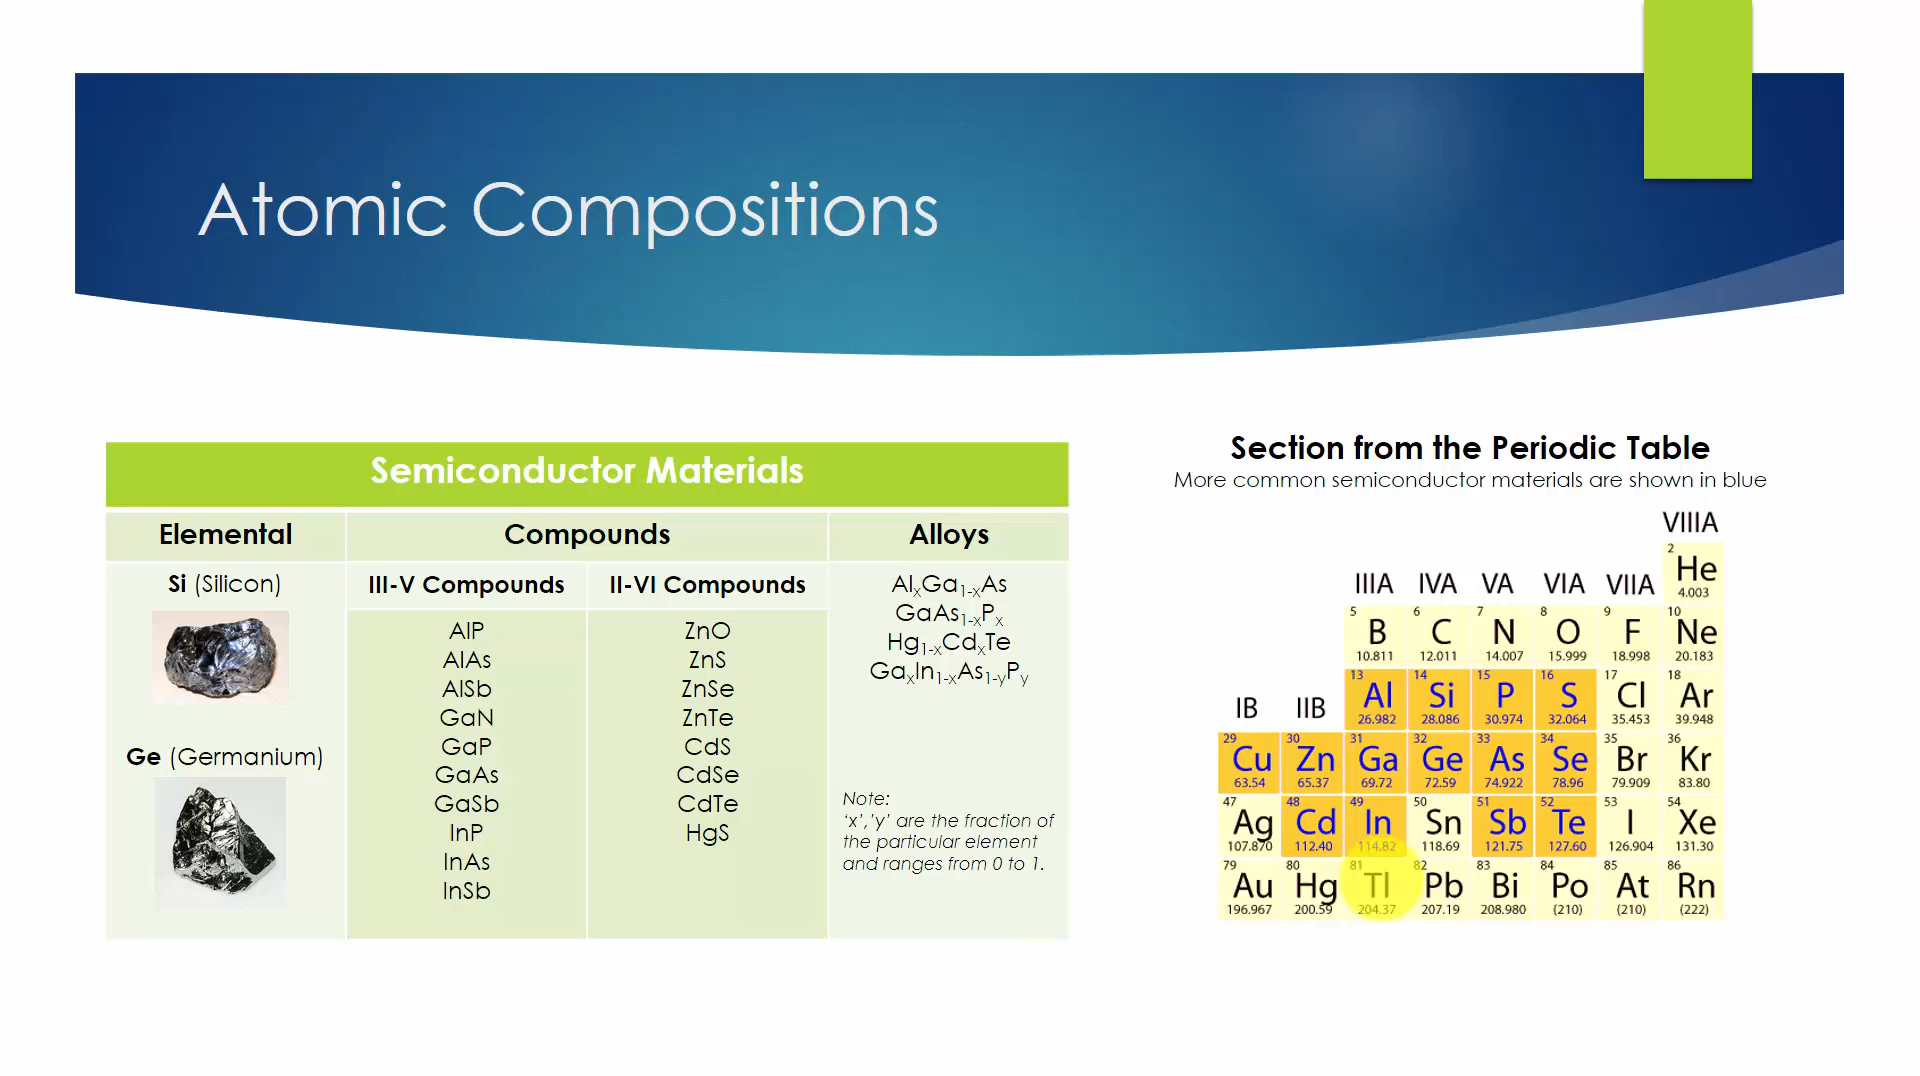 Atomic Compositions
Semiconductor Materials
Elemental
Compounds
Alloys
Si (Silicon)
Ge (Germanium)
III-V Compounds
AlP
AlAs
AlSb
GaN
GaP
GaAs
GaSb
InP
InAs
InSb
II-VI Compounds
ZnO
ZnS
ZnSe
ZnTe
CdS
CdSe
CdTe
HgS
AlxGa1-xAs
GaAs1-xPx
Hg1-xCdxTe
GaxIn1-xAs1-yPy
Note:
‘x’,’y’ are the fraction of
the particular element
and ranges from 0 to 1.
Section from the Periodic Table
More common semiconductor materials are shown in blue
VIIIA
2
He
4.003
IIIA IVA VA VIA VIIA
5 6 7 8 9 10
B C N O F Ne
10.811 12.011 14.007 15.999 18.998 20.183
IB IIB
13 14 15 16 17 18
Al Si P S Cl Ar
26.982 28.086 30.974 32.064 35.453 39.948
29 30 31 32 33 34 35 36
Cu Zn Ga Ge As Se Br Kr
63.54 65.37 69.72 72.59 74.922 78.96 79.909 83.80
47 48 49 50 51 52 53 54
Ag Cd In Sn Sb Te I Xe
107.870 112.40 114.82 118.69 121.75 127.60 126.904 131.30
79 80 81 82 83 84 85 86
Au Hg Tl Pb Bi Po At Rn
196.967 200.59 204.37 207.19 208.980 (210) (210) (222)